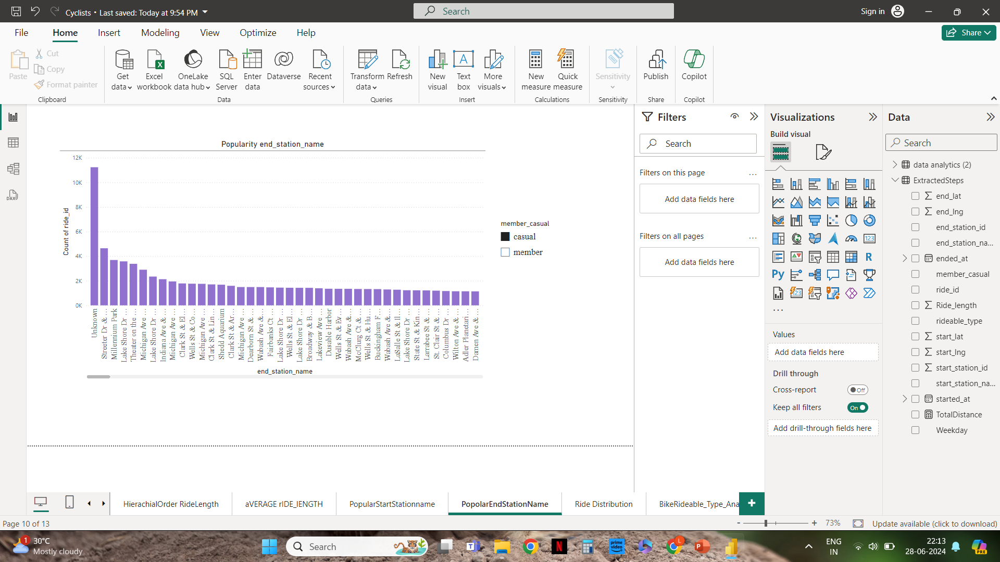 Cyclists • Last saved: Today at 9:54 PM
Search
Sign in
File
Home
Insert
Modeling
View
Optimize
Help
Share
Paste
Cut
Copy
Format painter
Clipboard
Get data
Excel workbook
OneLake data hub
SQL Server
Enter data
Dataverse
Recent sources
Data
Transform data
Refresh
Queries
New visual
Text box
More visuals
Insert
New measure
Quick measure
Calculations
Sensitivity
Sensitivity
Publish
Share
Copilot
Copilot
Popularity end_station_name
12K
10K
8K
6K
4K
2K
0K
Count of ride_id
Unknown
Streeter Dr & ...
Millennium Park
Lake Shore Dr ...
Theater on the ...
Michigan Ave ...
Lake Shore Dr ...
Indiana Ave & ...
Michigan Ave ...
Clark St & El...
Wells St & Co...
Michigan Ave ...
Clark St & Lin...
Shedd Aquarium
Clark St & Ar...
Michigan Ave ...
Dearborn St & ...
Wabash Ave &...
Fairbanks Ct ...
Lake Shore Dr ...
Wells St & El...
Lake Shore Dr ...
Broadway & B...
Lakeview Ave ...
Dusable Harbor
Wells St & Ev...
Wabash Ave &...
McClurg Ct & ...
Wells St & Hu...
Buckingham F...
Wabash Ave &...
LaSalle St & Il...
Lake Shore Dr ...
State St & Kin...
Larrabee St & ...
St. Clair St & ...
Columbus Dr ...
Wilton Ave & ...
Adler Planetari...
Damen Ave & ...
end_station_name
member_casual
casual
member
Filters
Search
Filters on this page
...
Add data fields here
Filters on all pages
...
Add data fields here
Visualizations
Build visual
123
R
Py
123
...
Values
Add data fields here
Drill through
Cross-report
Off
Keep all filters
On
Add drill-through fields here
Data
Search
data analytics (2)
ExtractedSteps
end_lat
end_lng
end_station_id
end_station_na...
ended_at
member_casual
ride_id
Ride_length
rideable_type
start_lat
start_lng
start_station_id
start_station_na...
started_at
TotalDistance
Weekday
DAX
HierachialOrder RideLength
aVERAGE rIDE_lENGTH
PopularStartStationname
PopolarEndStationName
Ride Distribution
BikeRideable_Type_Ana
+
Page 10 of 13
- + 73%
Update available (click to download)
1
30°C
Mostly cloudy
Search
prime video
L
ENG
IN
22:13
28-06-2024
PRE